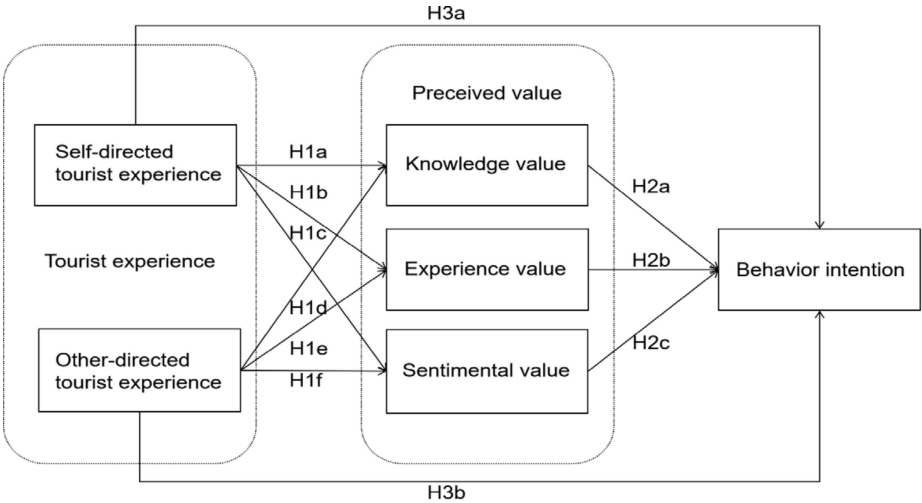 H3a
Preceived value
Self-directed
tourist experience
H1a
Knowledge value
H1b
H2a
H1c
Tourist experience
Experience value
H2b
Behavior intention
H1d
H1e
H2c
Other-directed
tourist experience
H1f
Sentimental value
H3b